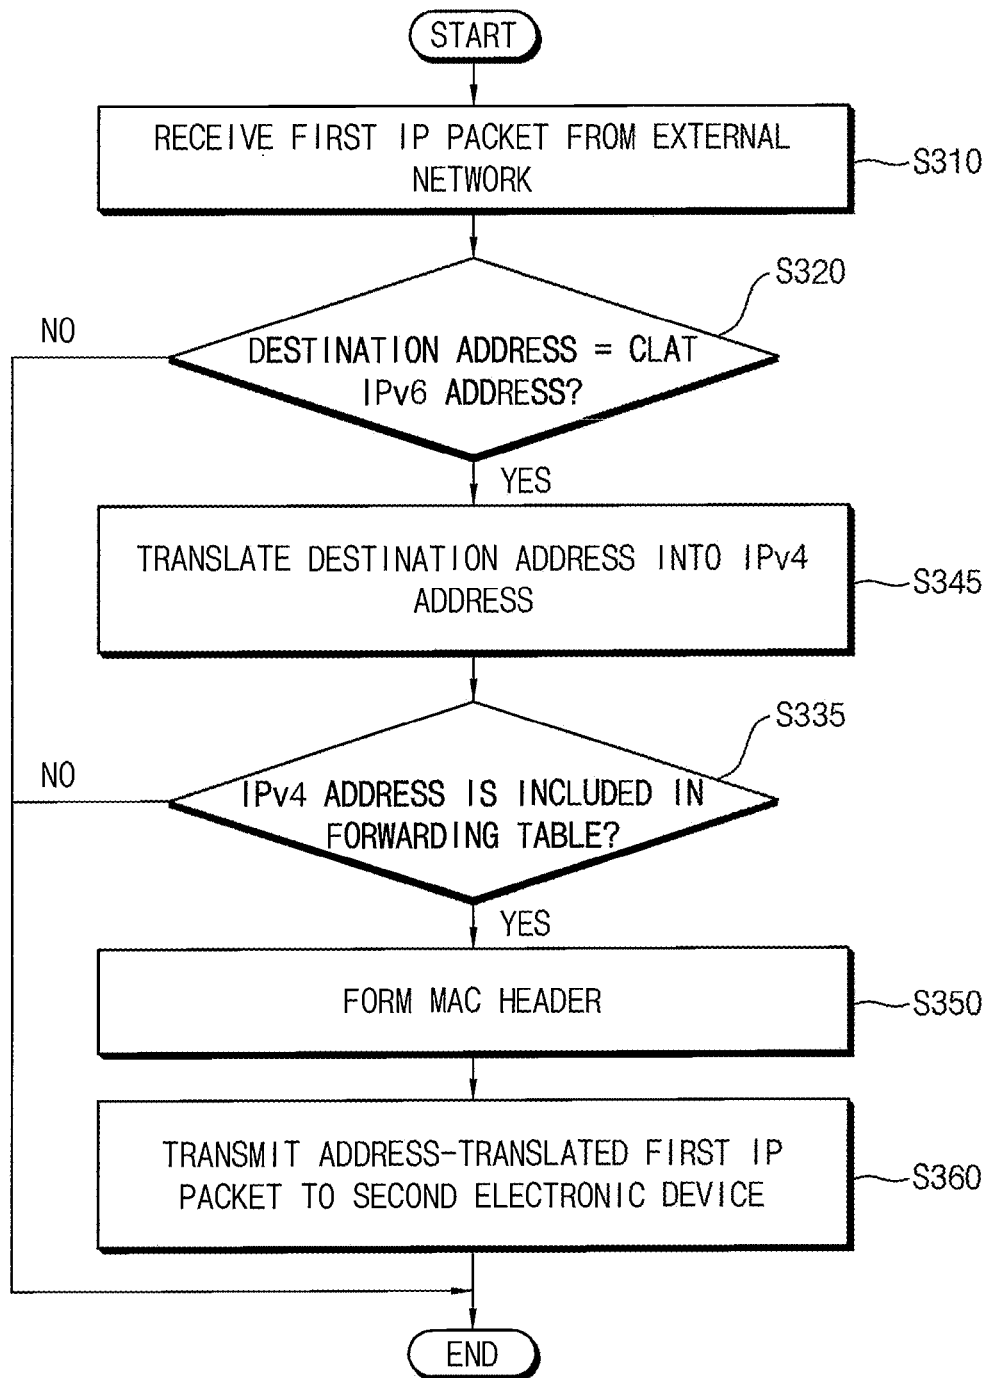 START
RECEIVE FIRST IP PACKET FROM EXTERNAL
NETWORK
S310
S320
NO
DESTINATION ADDRESS = CLAT
IPv6 ADDRESS?
YES
TRANSLATE DESTINATION ADDRESS INTO IPv4
ADDRESS
S345
S335
NO
IPv4 ADDRESS IS INCLUDED IN
FORWARDING TABLE?
YES
FORM MAC HEADER
S350
TRANSMIT ADDRESS-TRANSLATED FIRST IP
PACKET TO SECOND ELECTRONIC DEVICE
S360
END